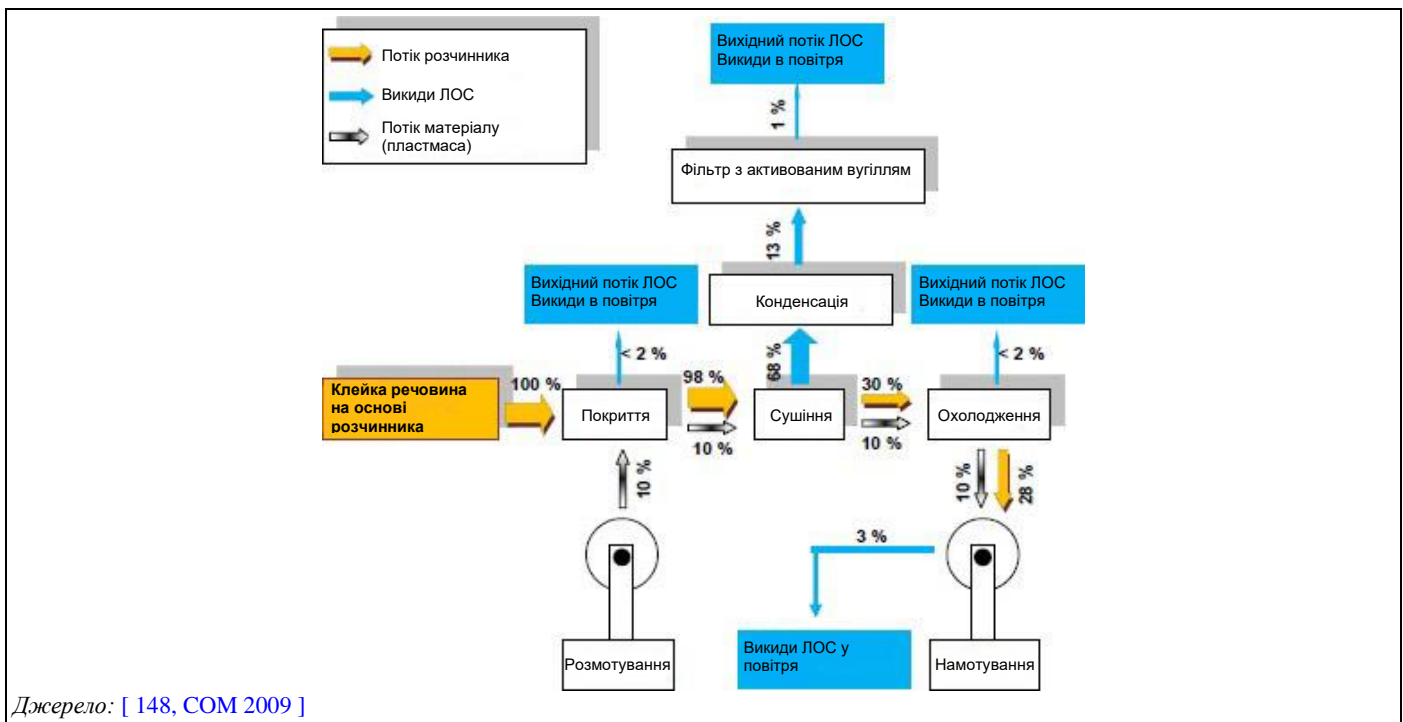 Потік розчинника
Викиди ЛОС
Потік матеріалу
(пластмаса)
Вихідний потік ЛОС
Викиди в повітря
1 %
Фільтр з активованим вугіллям
13 %
Вихідний потік ЛОС
Викиди в повітря
Конденсація
Вихідний потік ЛОС
Викиди в повітря
< 2 %
68 %
< 2 %
Клейка речовина
на основі
розчинника
100 %
Покриття
98 %
10 %
Сушіння
30 %
10 %
Охолодження
10 %
10 %
28 %
3 %
Розмотування
Викиди ЛОС у
повітря
Намотування
Джерело: [ 148, COM 2009 ]